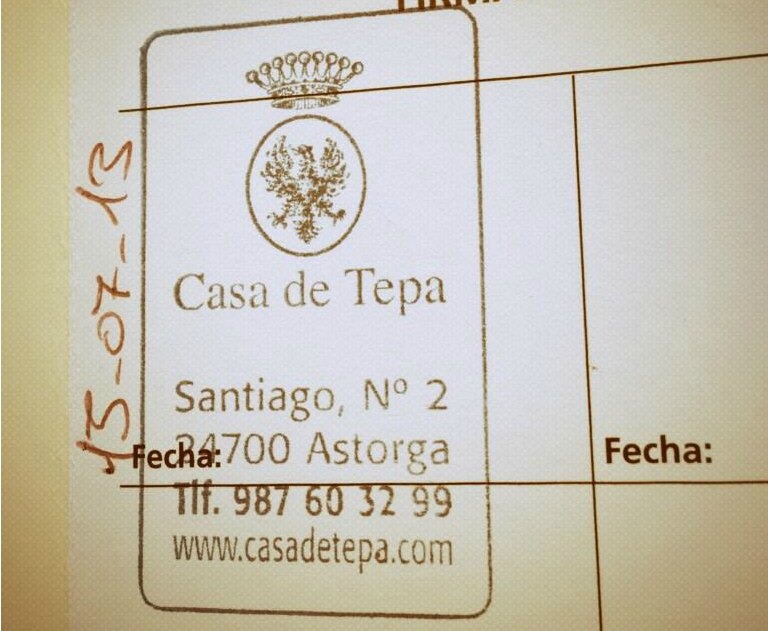 Casa de Tepa
Santiago, Nº 2
24700 Astorga
Fecha:
Fecha:
Tlf. 987 60 32 99
www.casadetepa.com
15-07-13